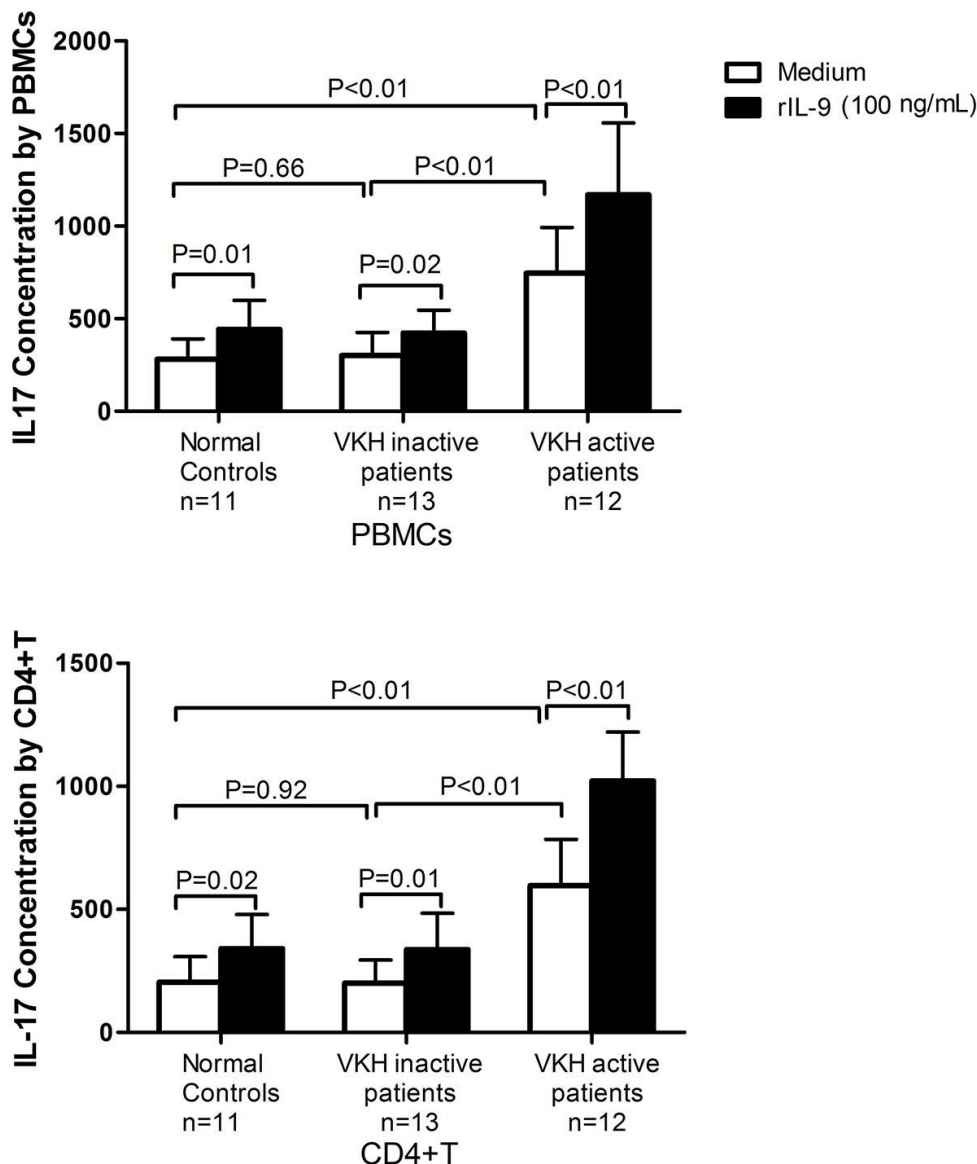 IL17 Concentration by PBMCs
2000
1500
1000
500
0
P<0.01
P<0.01
P=0.66
P<0.01
P=0.01
P=0.02
Medium
rIL-9 (100 ng/mL)
Normal
Controls
n=11
VKH inactive
patients
n=13
VKH active
patients
n=12
PBMCs
IL-17 Concentration by CD4+T
1500
1000
500
0
P<0.01
P<0.01
P=0.92
P<0.01
P=0.02
P=0.01
Normal
Controls
n=11
VKH inactive
patients
n=13
VKH active
patients
n=12
CD4+T